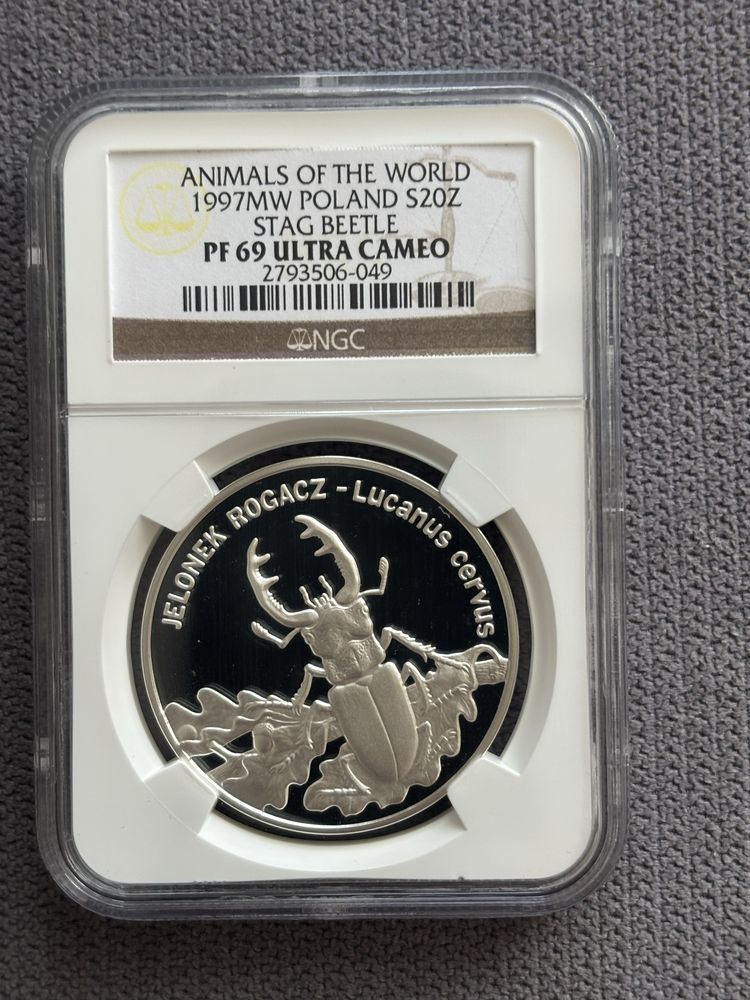 ANIMALS OF THE WORLD
1997MW POLAND S20Z
STAG BEETLE
PF 69 ULTRA CAMEO
2793506-049
NGC
JELONEK ROGACZ - Lucanus cervus